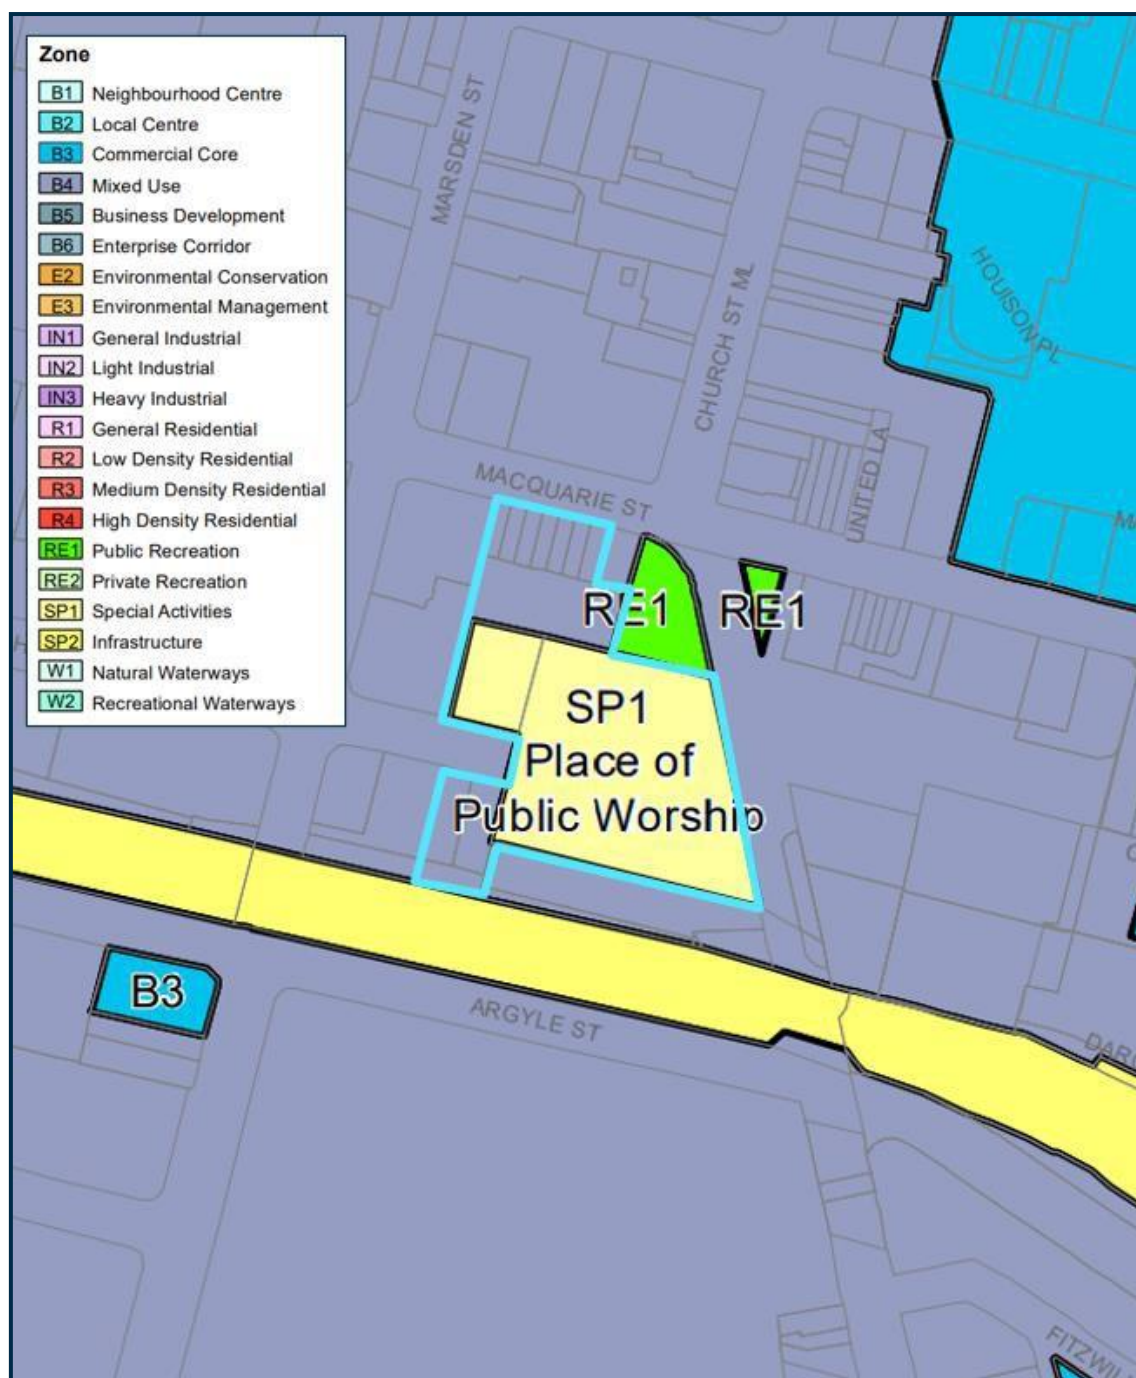 Zone
B1 Neighbourhood Centre
B2 Local Centre
B3 Commercial Core
B4 Mixed Use
B5 Business Development
B6 Enterprise Corridor
E2 Environmental Conservation
E3 Environmental Management
IN1 General Industrial
IN2 Light Industrial
IN3 Heavy Industrial
R1 General Residential
R2 Low Density Residential
R3 Medium Density Residential
R4 High Density Residential
RE1 Public Recreation
RE2 Private Recreation
SP1 Special Activities
SP2 Infrastructure
W1 Natural Waterways
W2 Recreational Waterways
MARSDEN ST
CHURCH ST ML
HOUISON PL
UNITED LA
MACQUARIE ST
RE1
RE1
SP1
Place of
Public Worship
B3
ARGYLE ST